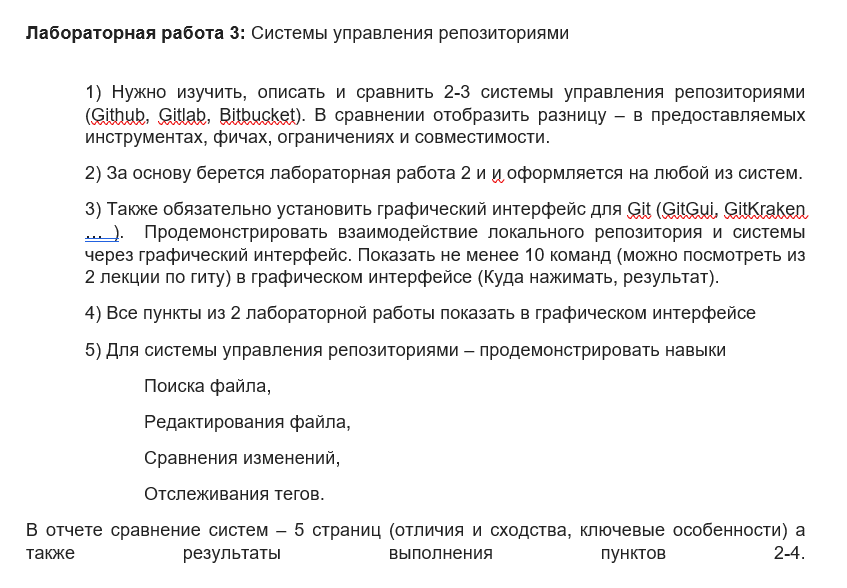 Лабораторная работа 3: Системы управления репозиториями
1) Нужно изучить, описать и сравнить 2-3 системы управления репозиториями
(Github, Gitlab, Bitbucket). В сравнении отобразить разницу – в предоставляемых
инструментах, фичах, ограничениях и совместимости.
2) За основу берется лабораторная работа 2 и и оформляется на любой из систем.
3) Также обязательно установить графический интерфейс для Git (GitGui, GitKraken
… ). Продемонстрировать взаимодействие локального репозитория и системы
через графический интерфейс. Показать не менее 10 команд (можно посмотреть из
2 лекции по гиту) в графическом интерфейсе (Куда нажимать, результат).
4) Все пункты из 2 лабораторной работы показать в графическом интерфейсе
5) Для системы управления репозиториями – продемонстрировать навыки
Поиска файла,
Редактирования файла,
Сравнения изменений,
Отслеживания тегов.
В отчете сравнение систем – 5 страниц (отличия и сходства, ключевые особенности) а
также результаты выполнения пунктов 2-4.